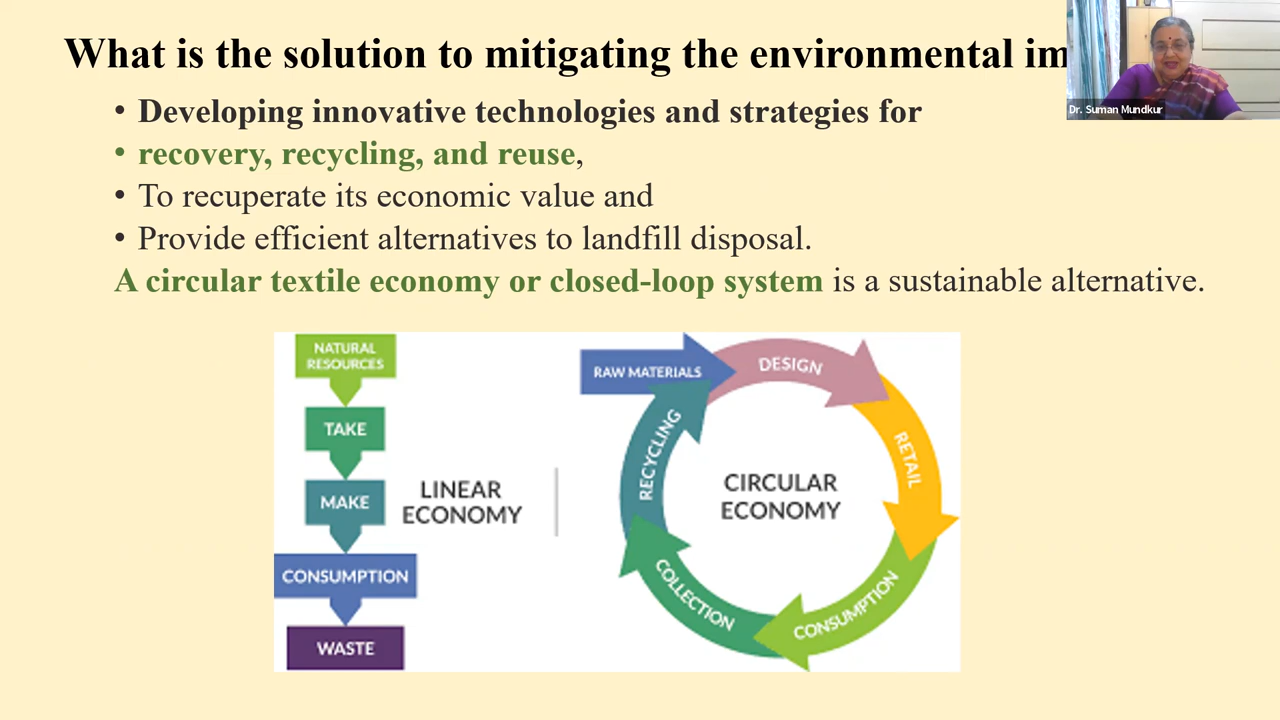 What is the solution to mitigating the environmental
Dr. Suman Mundkur
• Developing innovative technologies and strategies for
• recovery, recycling, and reuse,
• To recuperate its economic value and
• Provide efficient alternatives to landfill disposal.
A circular textile economy or closed-loop system is a sustainable alternative.
NATURAL
RESOURCES
TAKE
MAKE
CONSUMPTION
WASTE
LINEAR
ECONOMY
RAW MATERIALS
DESIGN
RETAIL
CONSUMPTION
COLLECTION
RECYCLING
CIRCULAR
ECONOMY